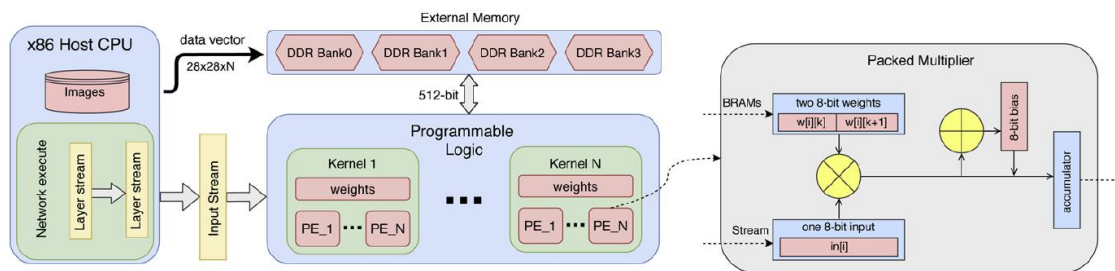 x86 Host CPU
Images
Network execute
Layer stream
Layer stream
data vector
28x28xN
Input Stream
External Memory
DDR Bank0
DDR Bank1
DDR Bank2
DDR Bank3
512-bit
Programmable
Logic
Kernel 1
weights
PE_1
PE_N
Kernel N
weights
PE_1
PE_N
Packed Multiplier
BRAMs
two 8-bit weights
w[i][k]
w[i][k+1]
Stream
one 8-bit input
in[i]
8-bit bias
accumulator